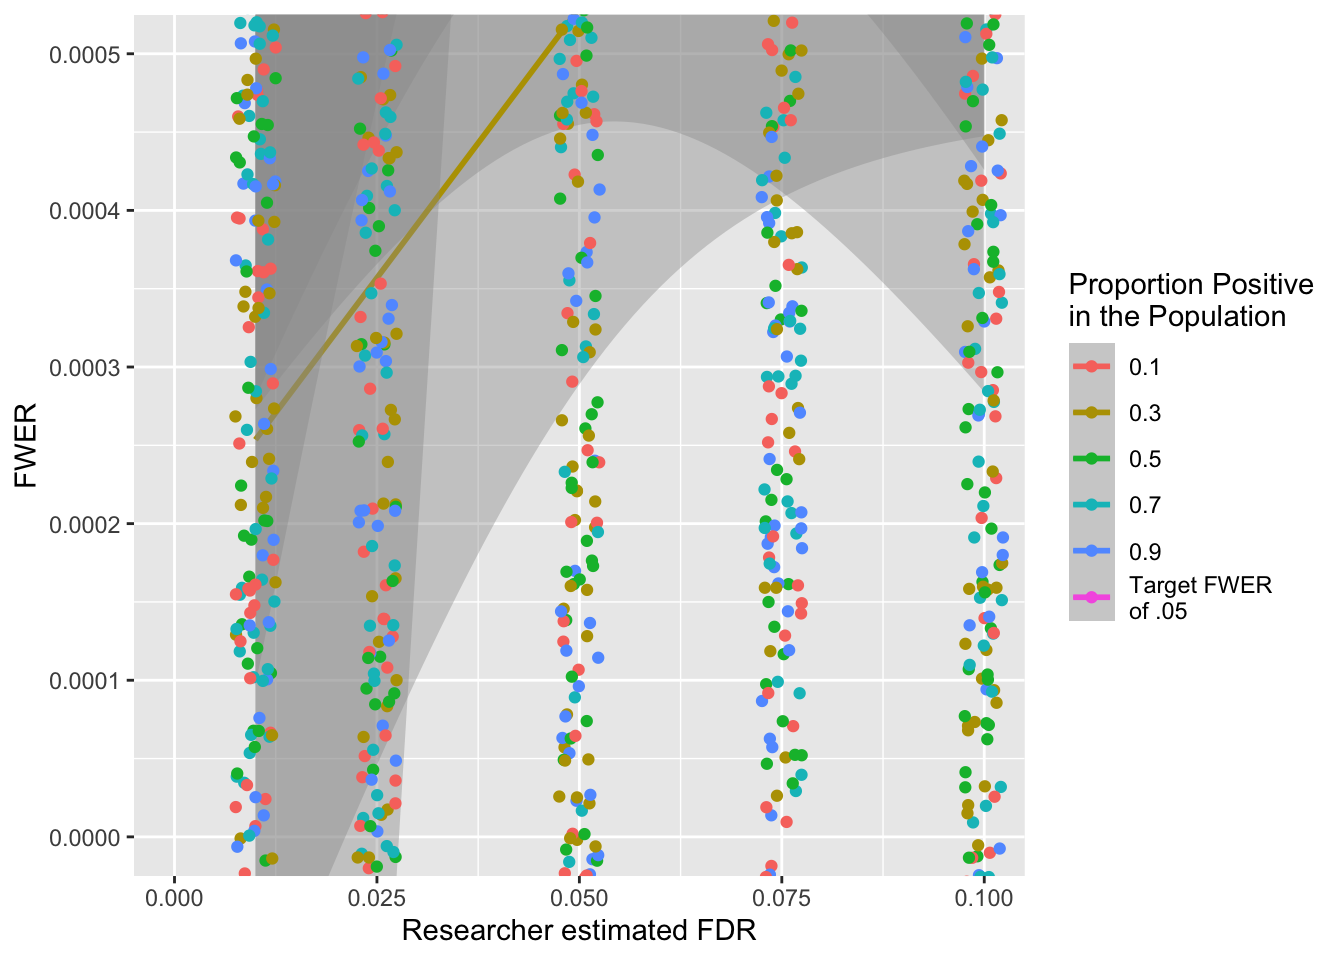 0.0005
0.0004
0.0003
0.0002
0.0001
0.0000
FWER
0.000
0.025
0.050
0.075
0.100
Researcher estimated FDR
Proportion Positive
in the Population
0.1
0.3
0.5
0.7
0.9
Target FWER
of .05